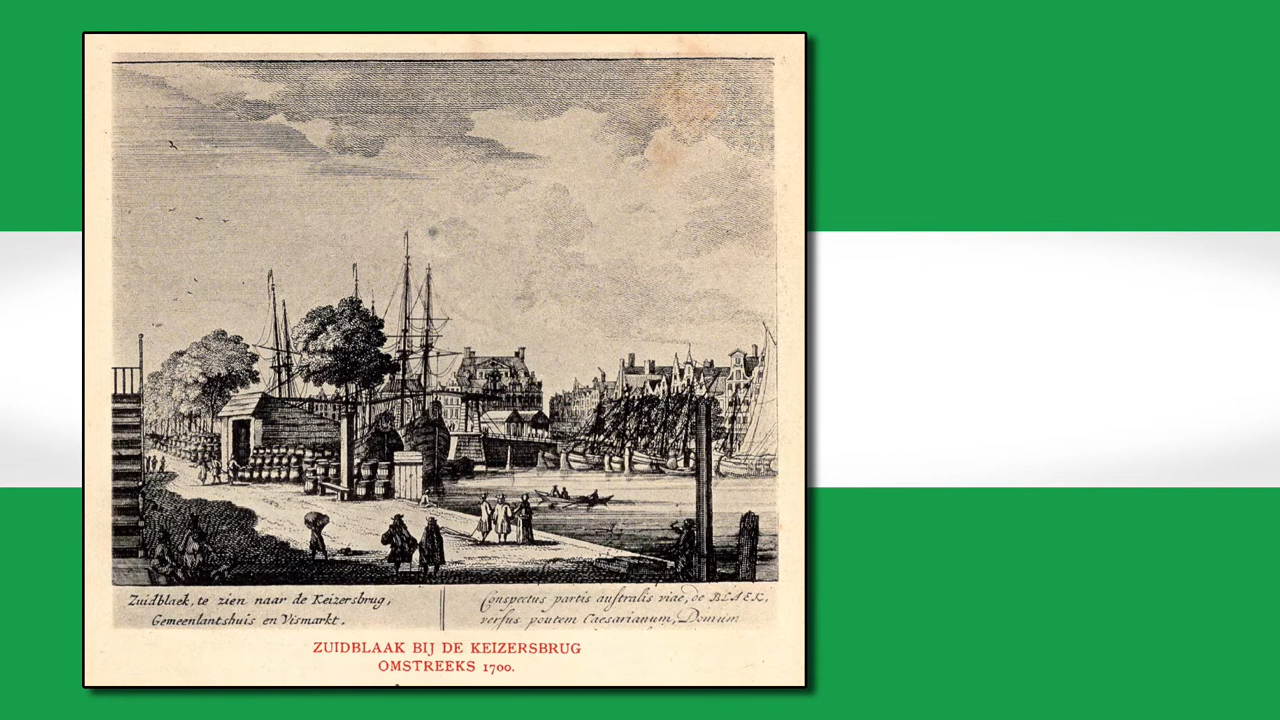 Zuidblaek, te zien naar de Keizersbrug,
Gemeenlantshuis en Vismarkt.
Conspectus partis auſtralis viae, de BLAEK,
verſus pontem Caesarianum, Domum
ZUIDBLAAK BIJ DE KEIZERSBRUG
OMSTREEKS 1700.